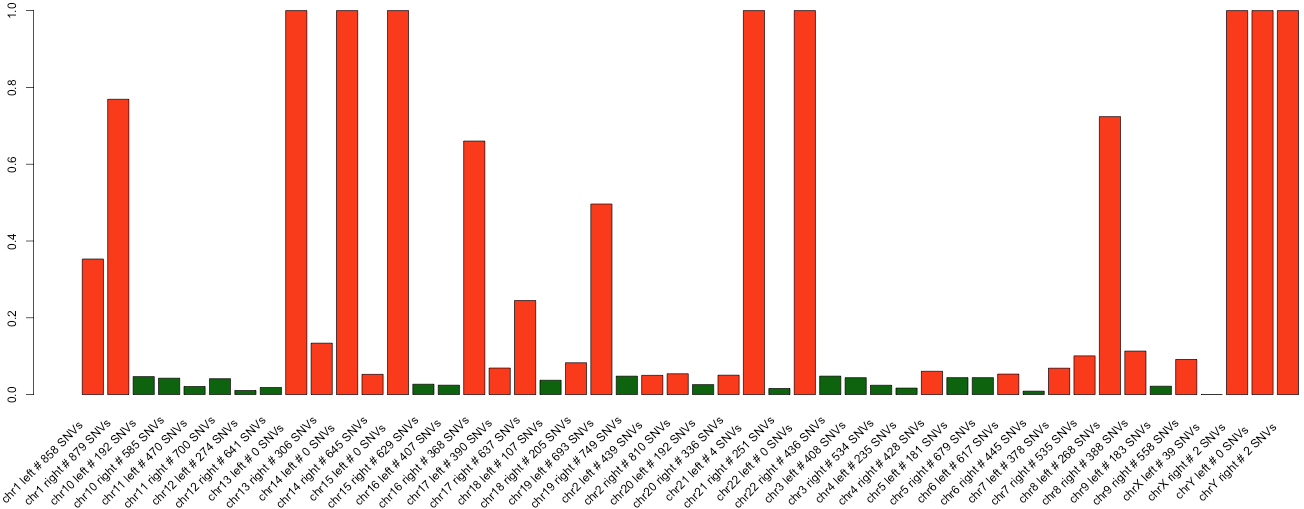 1.0
0.8
0.6
0.4
0.2
0.0
chr1 left # 858 SNVs
chr1 right # 879 SNVs
chr10 left # 192 SNVs
chr10 right # 585 SNVs
chr11 left # 470 SNVs
chr11 right # 700 SNVs
chr12 left # 274 SNVs
chr12 right # 641 SNVs
chr13 left # 0 SNVs
chr13 right # 306 SNVs
chr14 left # 0 SNVs
chr14 right # 645 SNVs
chr15 left # 0 SNVs
chr15 right # 629 SNVs
chr16 left # 407 SNVs
chr16 right # 368 SNVs
chr17 left # 390 SNVs
chr17 right # 637 SNVs
chr18 left # 107 SNVs
chr18 right # 205 SNVs
chr19 left # 693 SNVs
chr19 right # 749 SNVs
chr2 left # 439 SNVs
chr2 right # 810 SNVs
chr20 left # 192 SNVs
chr20 right # 336 SNVs
chr21 left # 4 SNVs
chr21 right # 251 SNVs
chr22 left # 0 SNVs
chr22 right # 436 SNVs
chr3 left # 408 SNVs
chr3 right # 534 SNVs
chr4 left # 235 SNVs
chr4 right # 428 SNVs
chr5 left # 181 SNVs
chr5 right # 679 SNVs
chr6 left # 617 SNVs
chr6 right # 445 SNVs
chr7 left # 378 SNVs
chr7 right # 535 SNVs
chr8 left # 268 SNVs
chr8 right # 388 SNVs
chr9 left # 183 SNVs
chr9 right # 558 SNVs
chrX left # 39 SNVs
chrX right # 2 SNVs
chrY left # 0 SNVs
chrY right # 2 SNVs